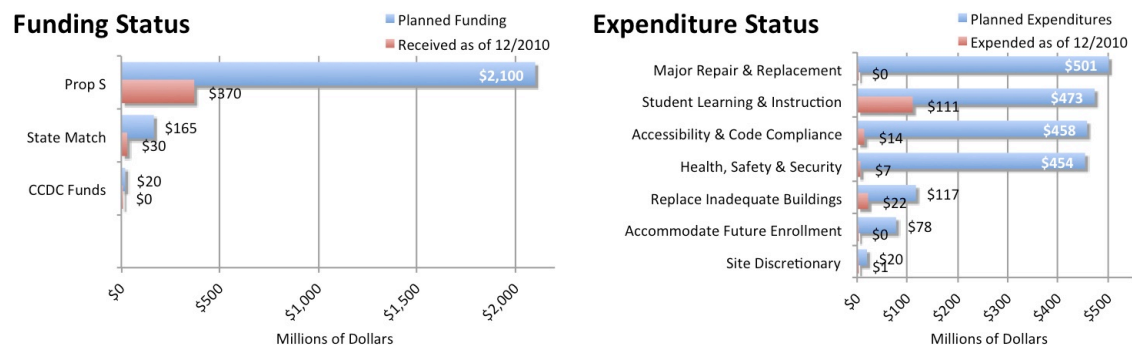 Funding Status
Planned Funding
Received as of 12/2010
Prop S
$2,100
$370
State Match
$165
$30
CCDC Funds
$20
$0
$0
$500
$1,000
$1,500
$2,000
Millions of Dollars
Expenditure Status
Planned Expenditures
Expended as of 12/2010
Major Repair & Replacement
$501
$0
Student Learning & Instruction
$473
$111
Accessibility & Code Compliance
$458
$14
Health, Safety & Security
$454
$7
Replace Inadequate Buildings
$117
$22
Accommodate Future Enrollment
$78
$0
Site Discretionary
$20
$1
$0
$100
$200
$300
$400
$500
Millions of Dollars